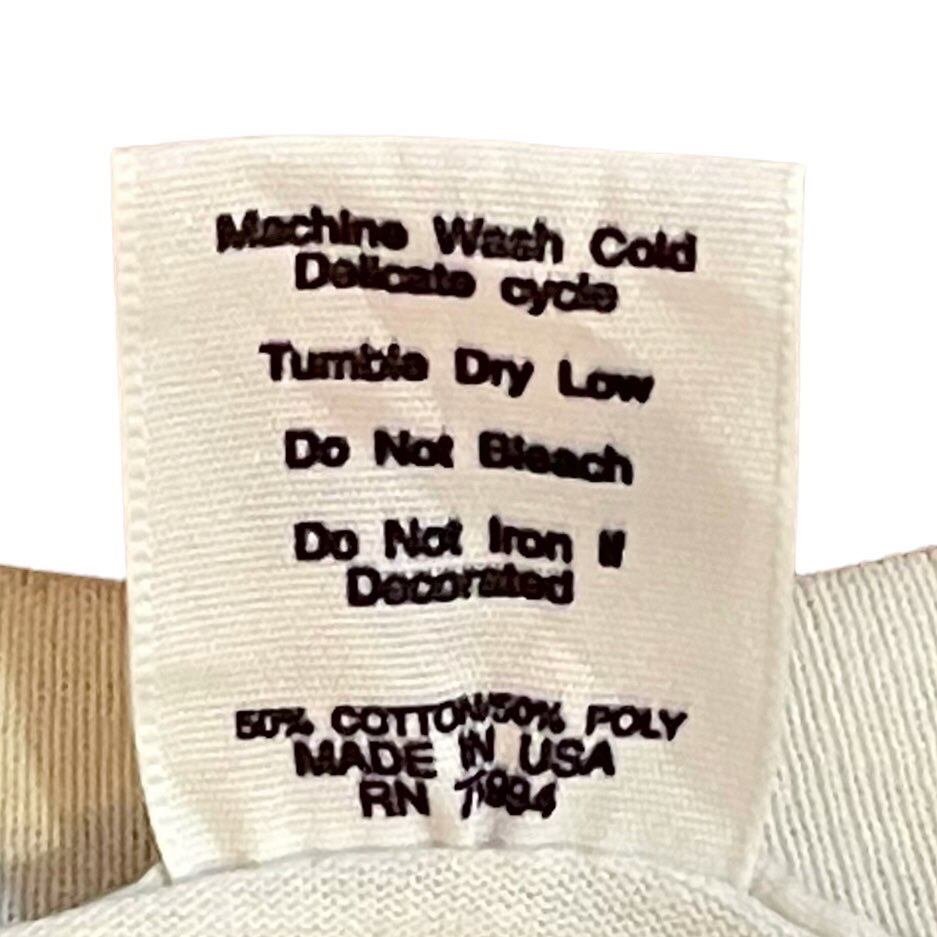 Machine Wash Cold
Delicate cycle
Tumble Dry Low
Do Not Bleach
Do Not Iron If
Decorated
50% COTTON/50% POLY
MADE IN USA
RN